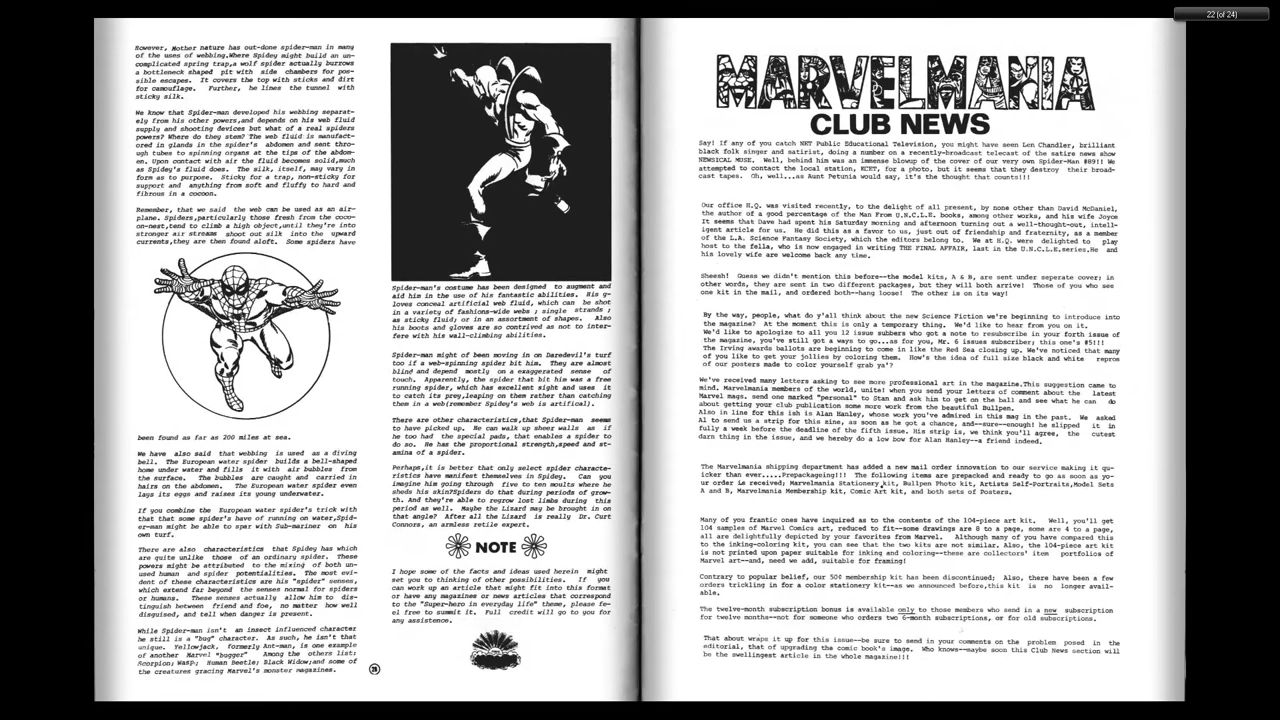 22 (of 24)
However, Mother nature has out-done spider-man in many
of the uses of webbing.Where Spidey might build an un-
complicated spring trap,a wolf spider actually burrows
a bottleneck shaped pit with side chambers for pos-
sible escapes. It covers the top with sticks and dirt
for camouflage. Further, he lines the tunnel with
sticky silk.
We know that Spider-man developed his webbing separat-
ely from his other powers,and depends on his web fluid
supply and shooting devices but what of a real spiders
powers? Where do they stem? The web fluid is manufact-
ored in glands in the spider's abdomen and sent thro-
ugh tubes to spinning organs at the tips of the abdom-
en. Upon contact with air the fluid becomes solid,much
as Spidey's fluid does. The silk, itself, may vary in
form as to purpose. Sticky for a trap, non-sticky for
support and anything from soft and fluffy to hard and
fibrous in a cocoon.
Remember, that we said the web can be used as an air-
plane. Spiders,particularly those fresh from the coco-
on-nest,tend to climb a high object,until they're into
stronger air streams shoot out silk into the upward
currents,they are then found aloft. Some spiders have
been found as far as 200 miles at sea.
We have also said that webbing is used as a diving
bell. The European water spider builds a bell-shaped
home under water and fills it with air bubbles from
the surface. The bubbles are caught and carried in
hairs on the abdomen. The European water spider even
lays its eggs and raises its young underwater.
If you combine the European water spider's trick with
that that some spider's have of running on water,Spid-
er-man might be able to spar with Sub-mariner on his
own turf.
There are also characteristics that Spidey has which
are quite unlike those of an ordinary spider. These
powers might be attributed to the mixing of both un-
used human and spider potentialities. The most evi-
dent of these characteristics are his "spider" senses,
which extend far beyond the senses normal for spiders
or humans. These senses actually allow him to dis-
tinguish between friend and foe, no matter how well
disguised, and tell when danger is present.
While Spider-man isn't an insect influenced character
he still is a "bug" character. As such, he isn't that
unique. Yellowjack, formerly Ant-man, is one example
of another Marvel "bugger" Among the others list:
Scorpion; Wasp; Human Beetle; Black Widow;and some of
the creatures gracing Marvel's monster magazines.
Spider-man's costume has been designed to augment and
aid him in the use of his fantastic abilities. His g-
loves conceal artificial web fluid, which can be shot
in a variety of fashions-wide webs ; single strands ;
as sticky fluid; or in an assortment of shapes. Also
his boots and gloves are so contrived as not to inter-
fere with his wall-climbing abilities.
Spider-man might of been moving in on Daredevil's turf
too if a web-spinning spider bit him. They are almost
blind and depend mostly on a exaggerated sense of
touch. Apparently, the spider that bit him was a free
running spider, which has excellent sight and uses it
to catch its prey,leaping on them rather than catching
them in a web(remember Spidey's web is artifical).
There are other characteristics,that Spider-man seems
to have picked up. He can walk up sheer walls as if
he too had the special pads, that enables a spider to
do so. He has the proportional strength,speed and st-
amina of a spider.
Perhaps,it is better that only select spider characte-
ristics have manifest themselves in Spidey. Can you
imagine him going through five to ten moults where he
sheds his skin?Spiders do that during periods of grow-
th. And they're able to regrow lost limbs during this
period as well. Maybe the Lizard may be brought in on
that angle? After all the Lizard is really Dr. Curt
Connors, an armless retile expert.
NOTE
I hope some of the facts and ideas used herein might
set you to thinking of other possibilities. If you
can work up an article that might fit into this format
or have any magazines or news articles that correspond
to the "Super-hero in everyday life" theme, please fe-
el free to summit it. Full credit will go to you for
any assistence.
MARVELMANIA
CLUB NEWS
Say! If any of you catch NET Public Educational Television, you might have seen Len Chandler, brilliant
black folk singer and satirist, doing a number on a recently-broadcast telecast of the satire news show
NEWSICAL MUSE. Well, behind him was an immense blowup of the cover of our very own Spider-Man #89!! We
attempted to contact the local station, KCET, for a photo, but it seems that they destroy their broad-
cast tapes. Oh, well...as Aunt Petunia would say, it's the thought that counts!!!
Our office H.Q. was visited recently, to the delight of all present, by none other than David McDaniel,
the author of a good percentage of the Man From U.N.C.L.E. books, among other works, and his wife Joyce
It seems that Dave had spent his Saturday morning and afternoon turning out a well-thought-out, intell-
igent article for us. He did this as a favor to us, just out of friendship and fraternity, as a member
of the L.A. Science Fantasy Society, which the editors belong to. We at H.Q. were delighted to play
host to the fella, who is now engaged in writing THE FINAL AFFAIR, last in the U.N.C.L.E.series.He and
his lovely wife are welcome back any time.
Sheesh! Guess we didn't mention this before--the model kits, A & B, are sent under seperate cover; in
other words, they are sent in two different packages, but they will both arrive! Those of you who see
one kit in the mail, and ordered both--hang loose! The other is on its way!
By the way, people, what do y'all think about the new Science Fiction we're beginning to introduce into
the magazine? At the moment this is only a temporary thing. We'd like to hear from you on it.
We'd like to apologize to all you 12 issue subbers who got a note to resubscribe in your forth issue of
the magazine, you've still got a ways to go...as for you, Mr. 6 issues subscriber; this one's #5!!!
The Irving awards ballots are beginning to come in like the Red Sea closing up. We've noticed that many
of you like to get your jollies by coloring them. How's the idea of full size black and white repros
of our posters made to color yourself grab ya'?
We've received many letters asking to see more professional art in the magazine.This suggestion came to
mind. Marvelmania members of the world, unite! when you send your letters of comment about the latest
Marvel mags. send one marked "personal" to Stan and ask him to get on the ball and see what he can do
about getting your club publication some more work from the beautiful Bullpen.
Also in line for this ish is Alan Hanley, whose work you've admired in this mag in the past. We asked
Al to send us a strip for this zine, as soon as he got a chance, and--sure--enough! he slipped it in
fully a week before the deadline of the fifth issue. His strip is, we think you'll agree, the cutest
darn thing in the issue, and we hereby do a low bow for Alan Hanley--a friend indeed.
The Marvelmania shipping department has added a new mail order innovation to our service making it qu-
icker than ever.....Prepackageing!!! The following items are prepacked and ready to go as soon as yo-
ur order is received; Marvelmania Stationery kit, Bullpen Photo kit, Artists Self-Portraits,Model Sets
A and B, Marvelmania Membership kit, Comic Art kit, and both sets of Posters.
Many of you frantic ones have inquired as to the contents of the 104-piece art kit. Well, you'll get
104 samples of Marvel Comics art, reduced to fit--some drawings are 8 to a page, some are 4 to a page,
all are delightfully depicted by your favorites from Marvel. Although many of you have compared this
to the inking-coloring kit, you can see that the two kits are not similar. Also, the 104-piece art kit
is not printed upon paper suitable for inking and coloring--these are collectors' item portfolios of
Marvel art--and, need we add, suitable for framing!
Contrary to popular belief, our 50¢ membership kit has been discontinued; Also, there have been a few
orders trickling in for a color stationery kit--as we announced before,this kit is no longer availa-
able.
The twelve-month subscription bonus is available only to those members who send in a new subscription
for twelve months--not for someone who orders two 6-month subscriptions, or for old subscriptions.
That about wraps it up for this issue--be sure to send in your comments on the problem posed in the
editorial, that of upgrading the comic book's image. Who knows--maybe soon this Club News section will
be the swellingest article in the whole magazine!!!